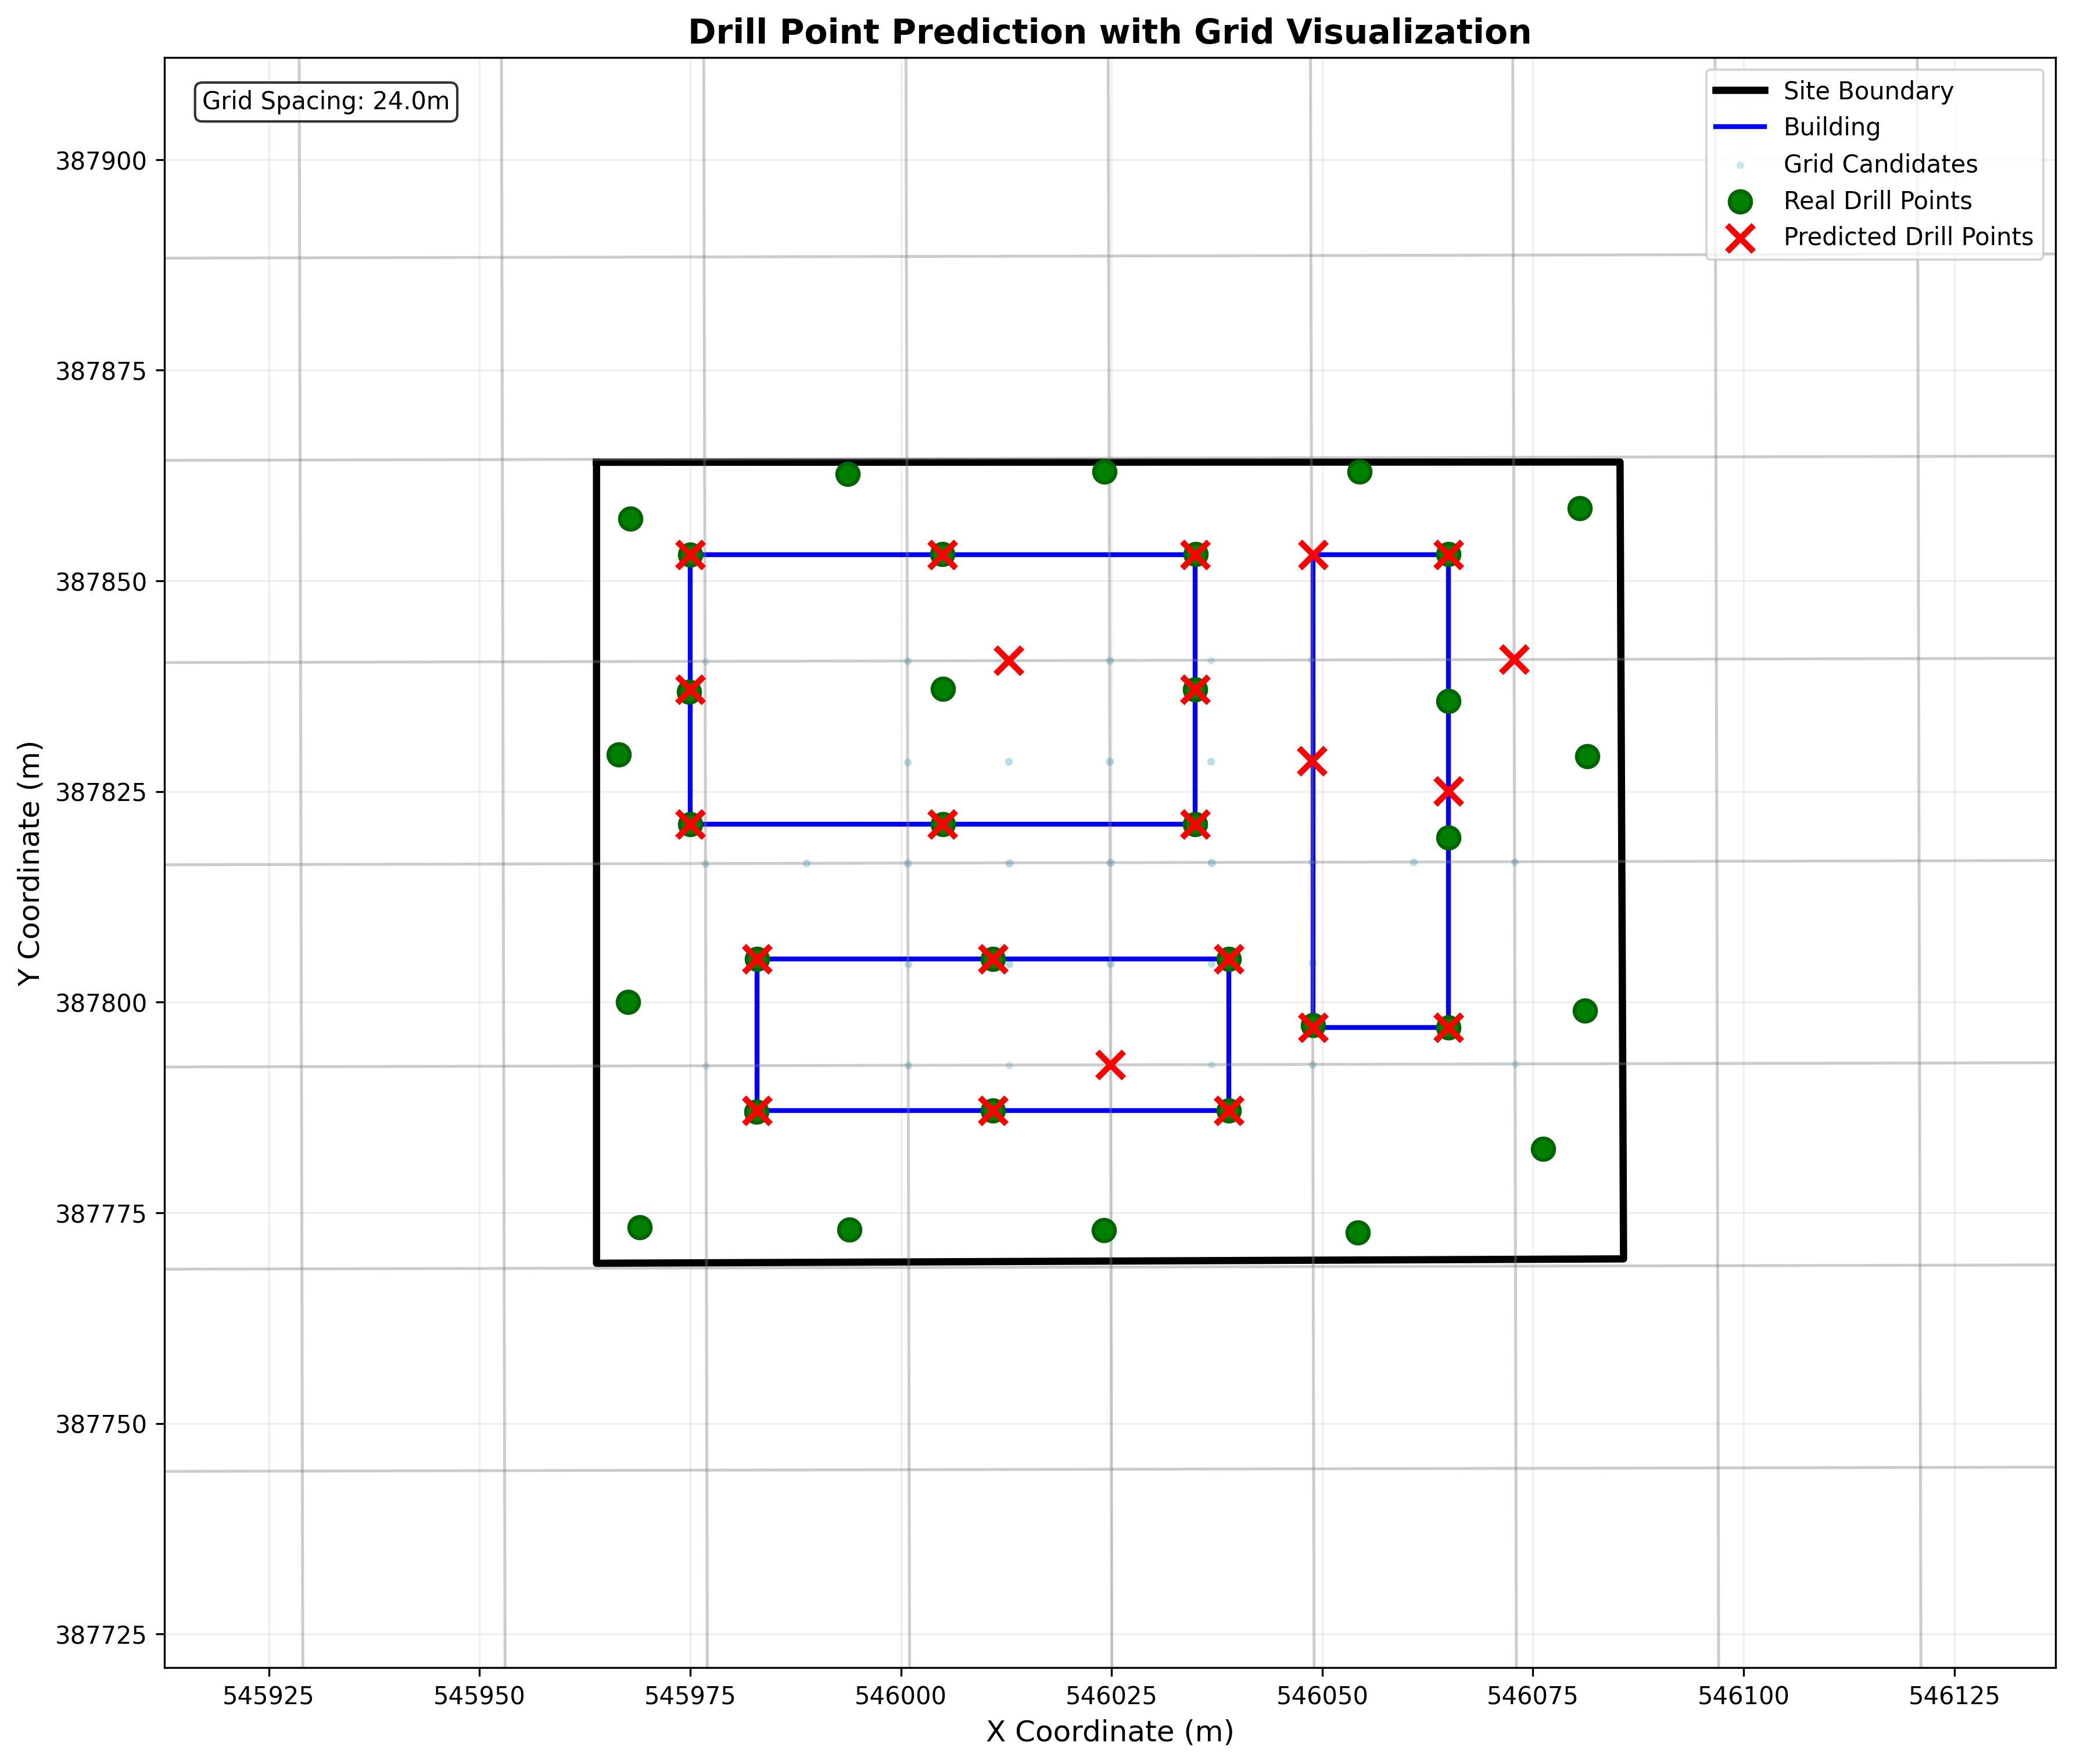 Drill Point Prediction with Grid Visualization
Grid Spacing: 24.0m
Site Boundary
Building
Grid Candidates
Real Drill Points
Predicted Drill Points
Y Coordinate (m)
387900
387875
387850
387825
387800
387775
387750
387725
545925 545950 545975 546000 546025 546050 546075 546100 546125
X Coordinate (m)